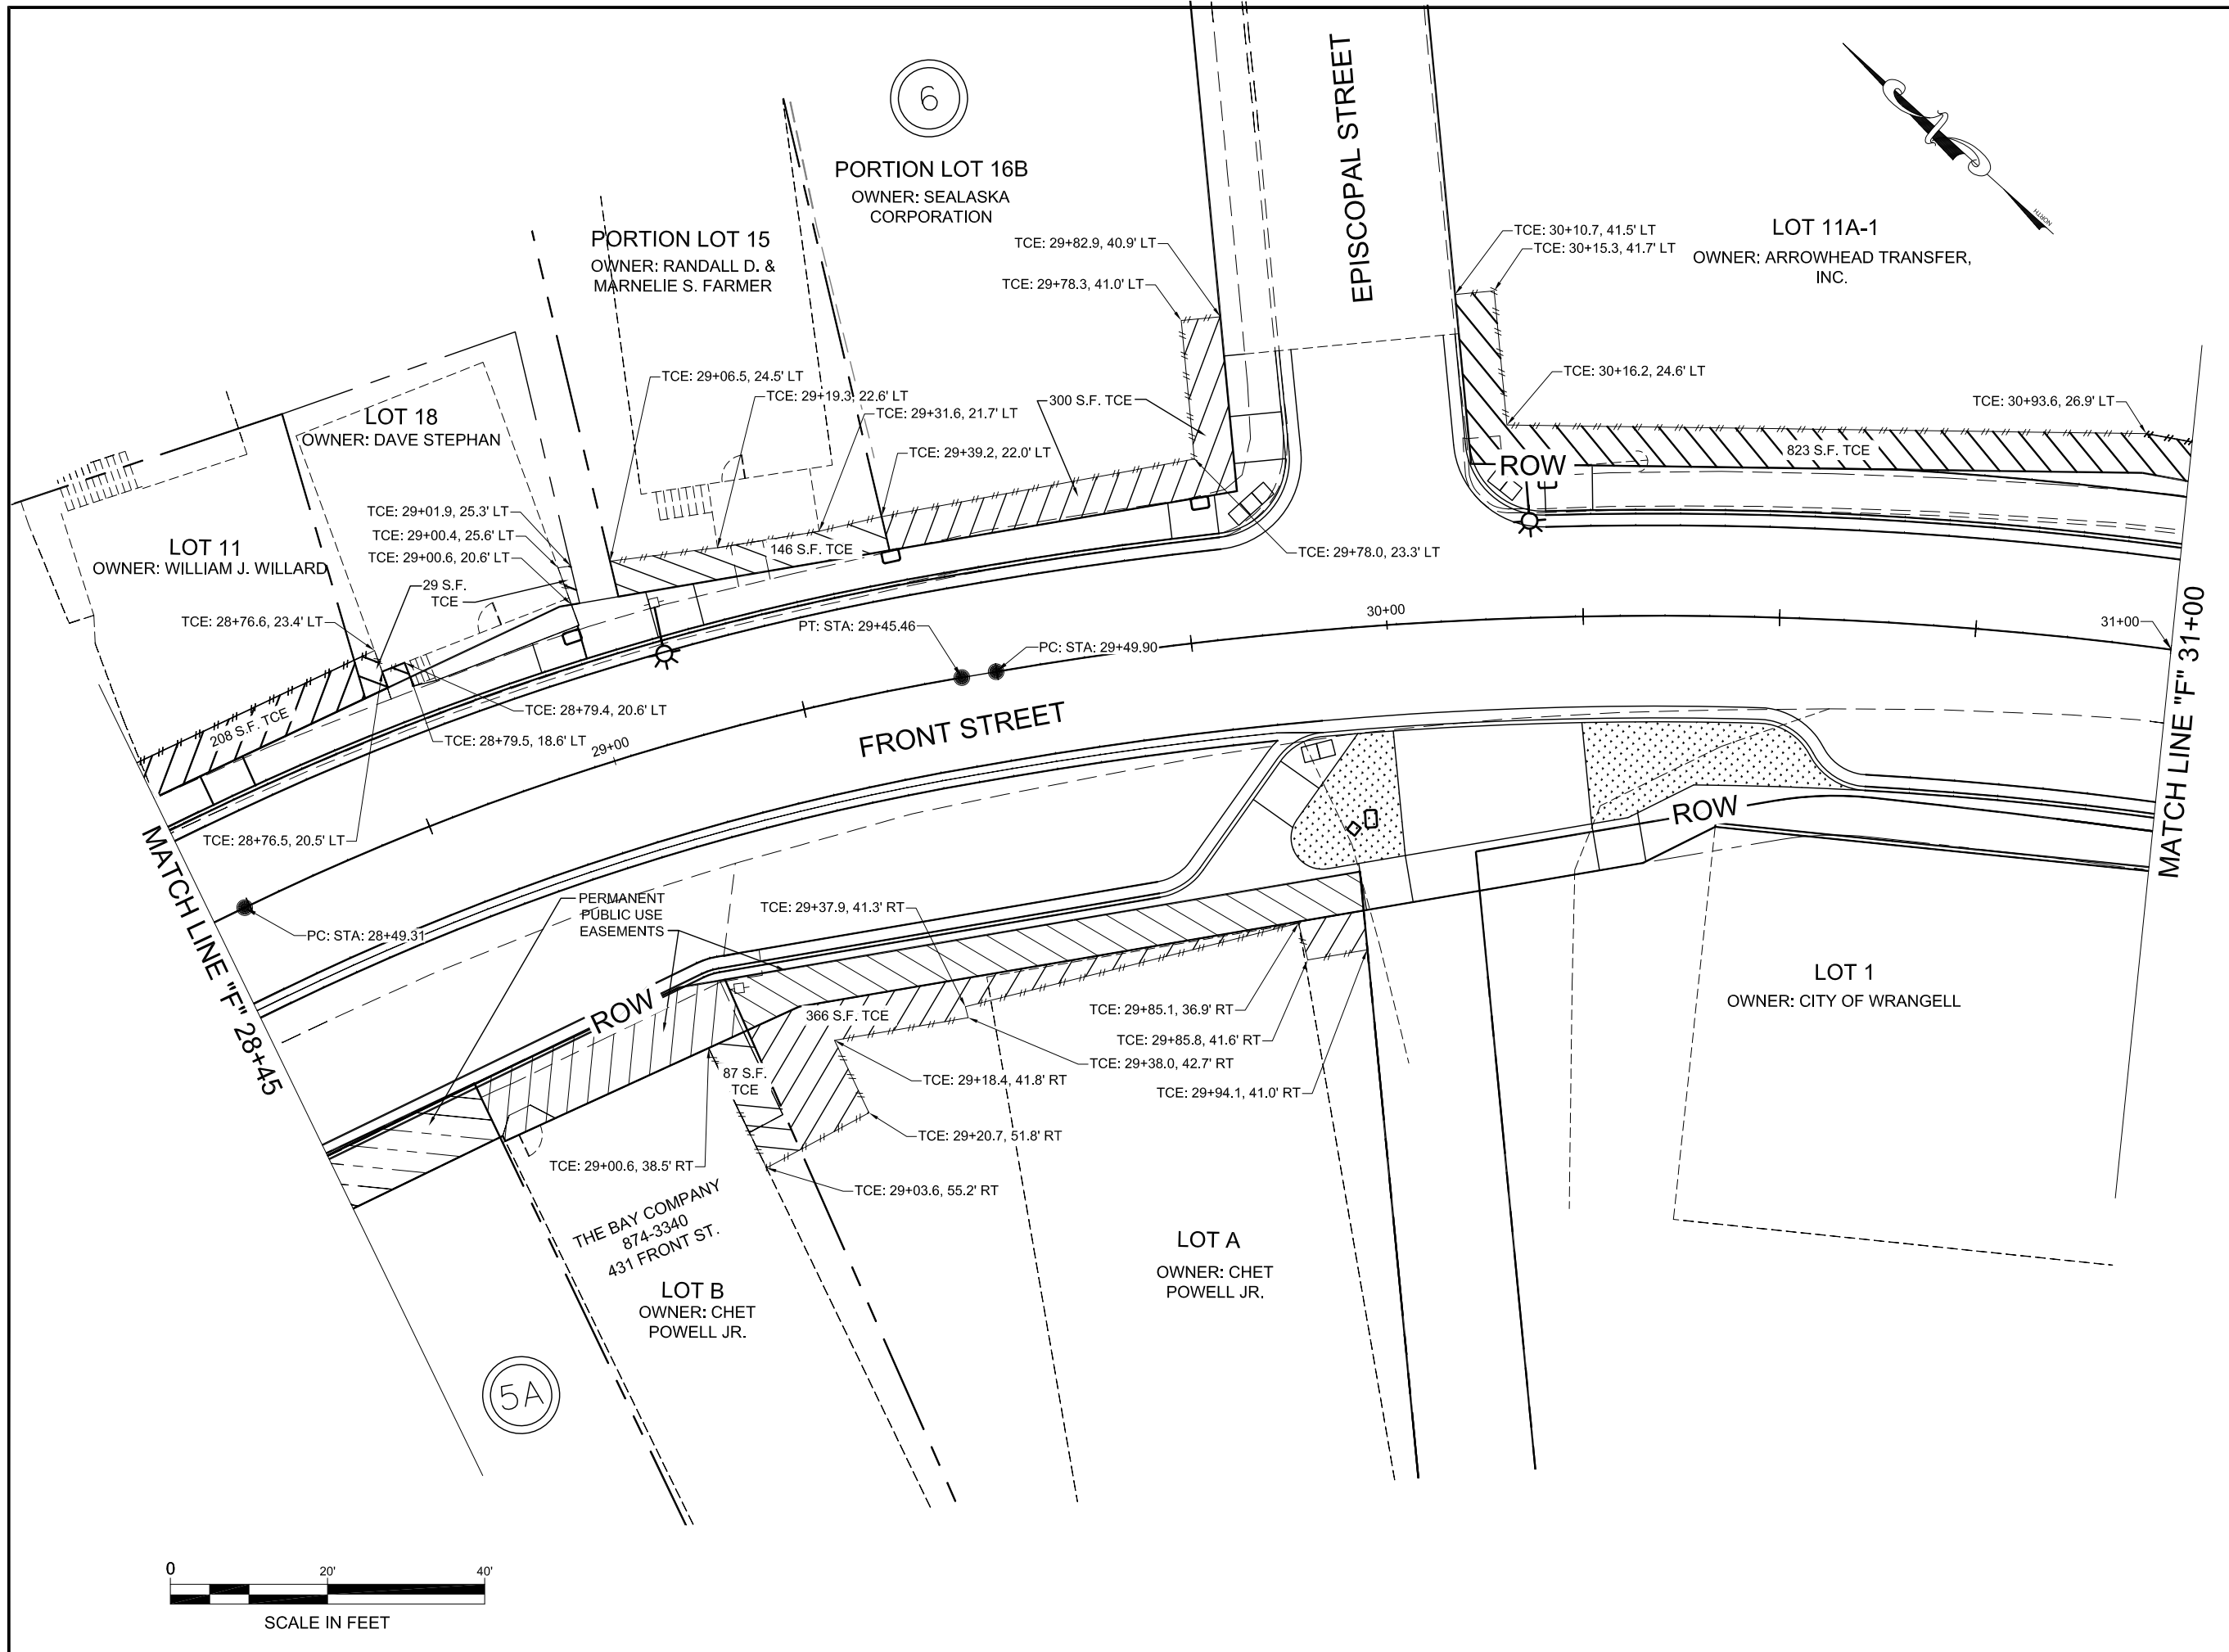 6
PORTION LOT 16B
OWNER: SEALASKA
CORPORATION
EPISCOPAL STREET
NORTH
LOT 11A-1
OWNER: ARROWHEAD TRANSFER,
INC.
PORTION LOT 15
OWNER: RANDALL D. &
MARNELIE S. FARMER
TCE: 29+82.9, 40.9' LT
TCE: 29+78.3, 41.0' LT
TCE: 30+10.7, 41.5' LT
TCE: 30+15.3, 41.7' LT
TCE: 29+06.5, 24.5' LT
TCE: 29+19.3, 22.6' LT
TCE: 29+31.6, 21.7' LT
TCE: 29+39.2, 22.0' LT
300 S.F. TCE
TCE: 30+16.2, 24.6' LT
TCE: 30+93.6, 26.9' LT
823 S.F. TCE
ROW
LOT 18
OWNER: DAVE STEPHAN
LOT 11
OWNER: WILLIAM J. WILLARD
TCE: 29+01.9, 25.3' LT
TCE: 29+00.4, 25.6' LT
TCE: 29+00.6, 20.6' LT
29 S.F.
TCE
146 S.F. TCE
TCE: 29+78.0, 23.3' LT
TCE: 28+76.6, 23.4' LT
PT: STA: 29+45.46
PC: STA: 29+49.90
30+00
31+00
208 S.F. TCE
TCE: 28+79.4, 20.6' LT
TCE: 28+79.5, 18.6' LT
29+00
FRONT STREET
MATCH LINE "F" 31+00
TCE: 28+76.5, 20.5' LT
MATCH LINE "F" 28+45
PC: STA: 28+49.31
PERMANENT
PUBLIC USE
EASEMENTS
TCE: 29+37.9, 41.3' RT
ROW
ROW
366 S.F. TCE
TCE: 29+85.1, 36.9' RT
TCE: 29+85.8, 41.6' RT
TCE: 29+38.0, 42.7' RT
TCE: 29+18.4, 41.8' RT
TCE: 29+94.1, 41.0' RT
87 S.F.
TCE
LOT 1
OWNER: CITY OF WRANGELL
TCE: 29+20.7, 51.8' RT
TCE: 29+00.6, 38.5' RT
TCE: 29+03.6, 55.2' RT
THE BAY COMPANY
874-3340
431 FRONT ST.
LOT B
OWNER: CHET
POWELL JR.
LOT A
OWNER: CHET
POWELL JR.
5A
0 20' 40'
SCALE IN FEET